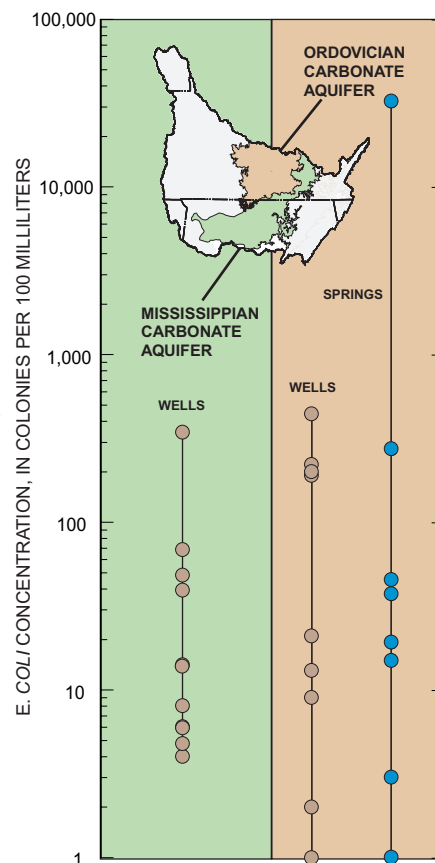 E. COLI CONCENTRATION, IN COLONIES PER 100 MILLILITERS
100,000
10,000
1,000
100
10
1
ORDOVICIAN
CARBONATE
AQUIFER
MISSISSIPPIAN
CARBONATE
AQUIFER
WELLS
WELLS
SPRINGS